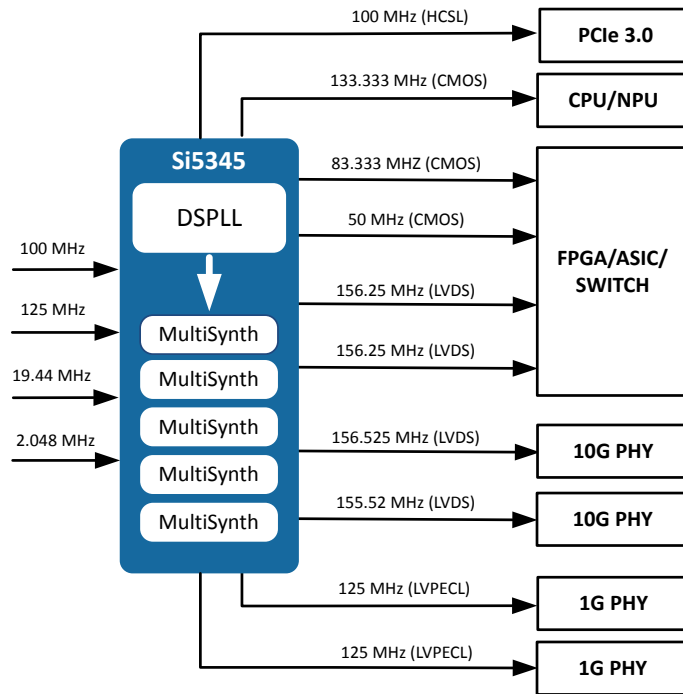 100 MHz (HCSL)
PCIe 3.0
133.333 MHz (CMOS)
CPU/NPU
Si5345
DSPLL
MultiSynth
MultiSynth
MultiSynth
MultiSynth
MultiSynth
100 MHz
125 MHz
19.44 MHz
2.048 MHz
83.333 MHZ (CMOS)
50 MHz (CMOS)
156.25 MHz (LVDS)
156.25 MHz (LVDS)
FPGA/ASIC/
SWITCH
156.525 MHz (LVDS)
10G PHY
155.52 MHz (LVDS)
10G PHY
125 MHz (LVPECL)
1G PHY
125 MHz (LVPECL)
1G PHY